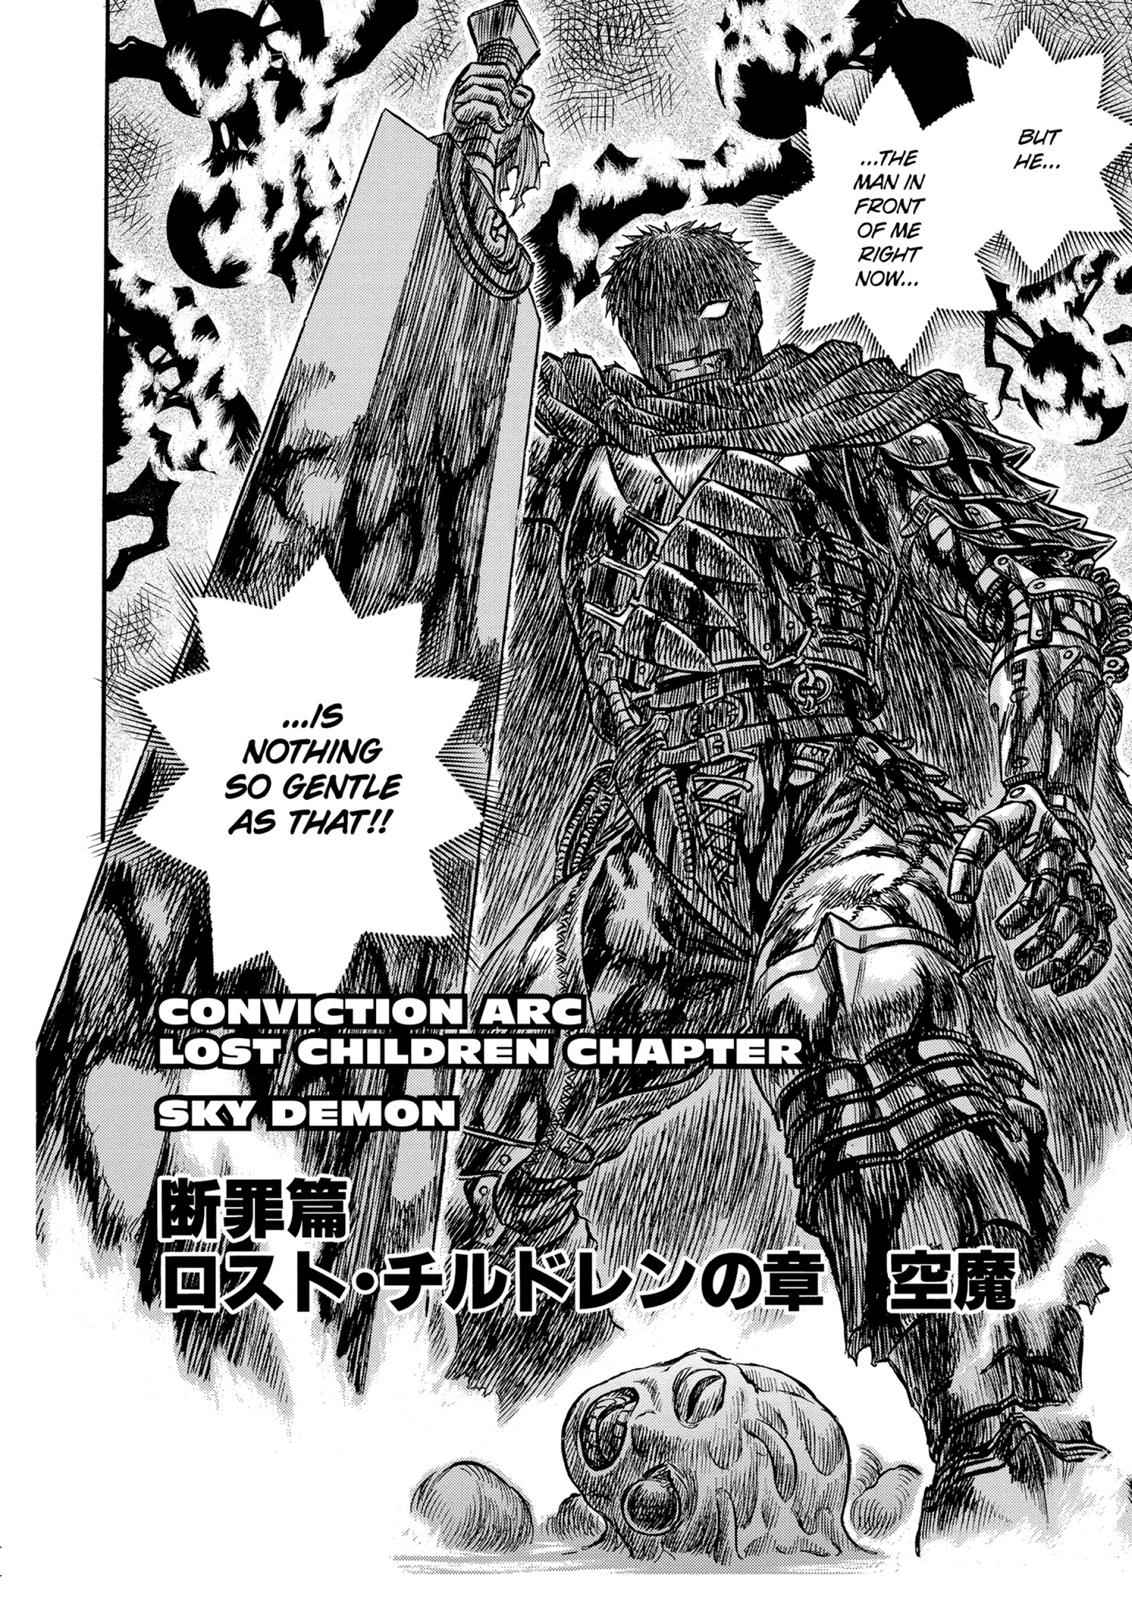 BUT
HE...
...THE
MAN IN
FRONT
OF ME
RIGHT
NOW...
...IS
NOTHING
SO GENTLE
AS THAT!!
CONVICTION ARC
LOST CHILDREN CHAPTER
SKY DEMON
断罪篇
ロスト・チルドレンの章　空魔